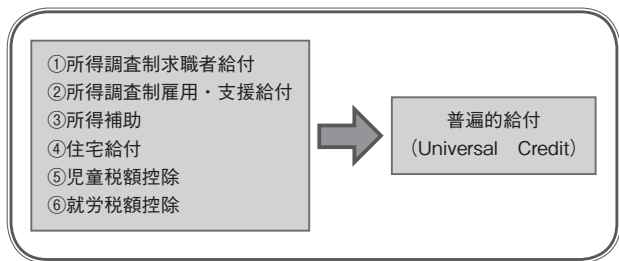 ①所得調査制求職者給付
②所得調査制雇用・支援給付
③所得補助
④住宅給付
⑤児童税額控除
⑥就労税額控除
普遍的給付
（Universal　Credit）